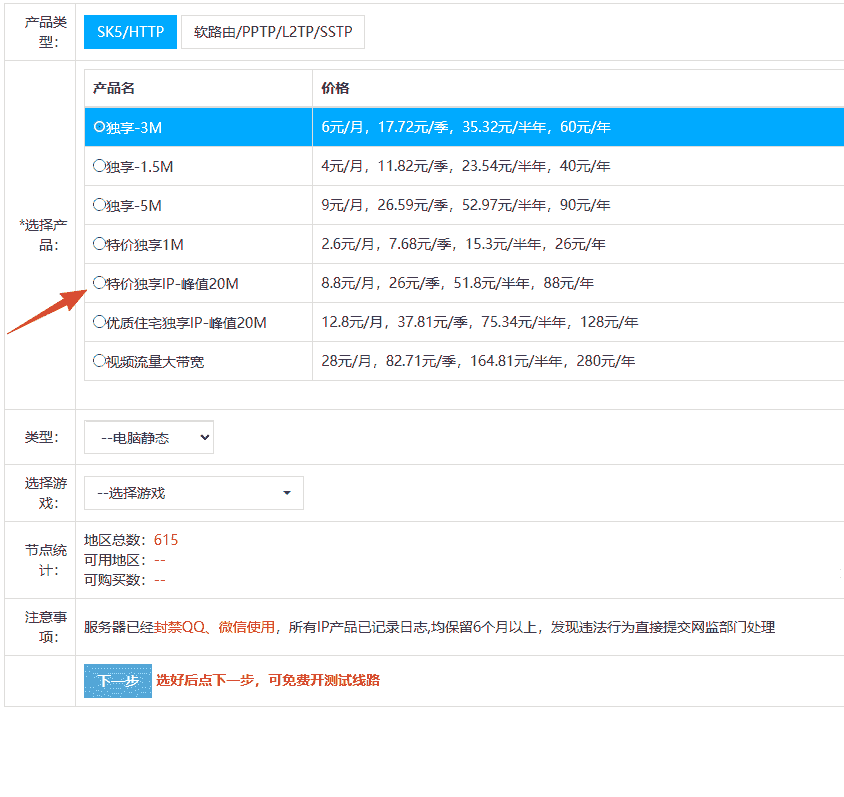 产品类型：
SK5/HTTP 软路由/PPTP/L2TP/SSTP
*选择产品：
产品名 价格
独享-3M 6元/月，17.72元/季，35.32元/半年，60元/年
独享-1.5M 4元/月，11.82元/季，23.54元/半年，40元/年
独享-5M 9元/月，26.59元/季，52.97元/半年，90元/年
特价独享1M 2.6元/月，7.68元/季，15.3元/半年，26元/年
特价独享IP-峰值20M 8.8元/月，26元/季，51.8元/半年，88元/年
优质住宅独享IP-峰值20M 12.8元/月，37.81元/季，75.34元/半年，128元/年
视频流量大带宽 28元/月，82.71元/季，164.81元/半年，280元/年
类型： --电脑静态
选择游戏： --选择游戏
节点统计：
地区总数：615
可用地区：--
可购买数：--
注意事项：
服务器已经封禁QQ、微信使用，所有IP产品已记录日志,均保留6个月以上，发现违法行为直接提交网监部门处理
下一步 选好后点下一步，可免费开测试线路